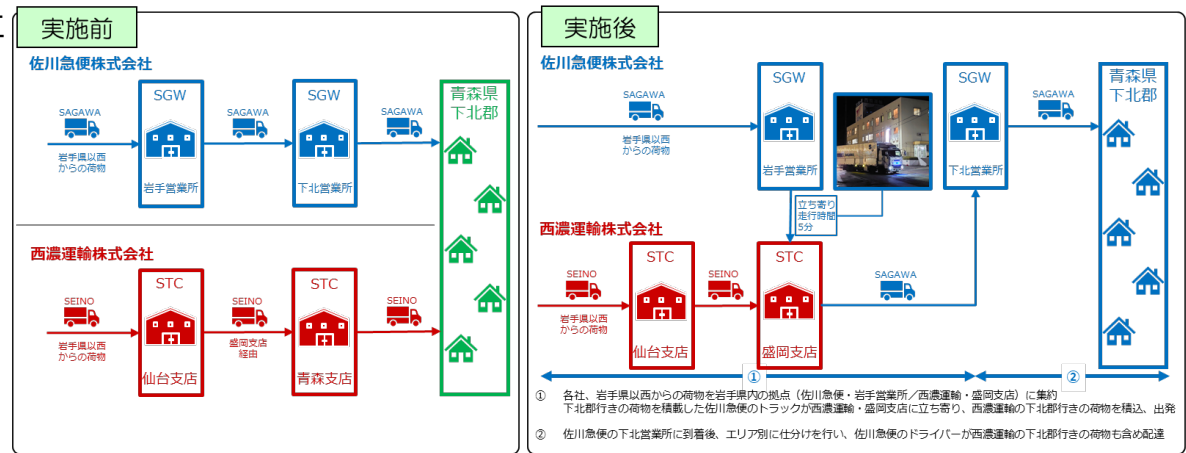 実施前
佐川急便株式会社
SAGAWA
岩手県以西
からの荷物
SGW
岩手営業所
SAGAWA
SGW
下北営業所
SAGAWA
青森県
下北郡
西濃運輸株式会社
SEINO
岩手県以西
からの荷物
STC
仙台支店
SEINO
盛岡支店
経由
STC
青森支店
SEINO
実施後
佐川急便株式会社
SAGAWA
岩手県以西
からの荷物
SGW
岩手営業所
立ち寄り
走行時間
5分
SGW
下北営業所
SAGAWA
青森県
下北郡
西濃運輸株式会社
SEINO
岩手県以西
からの荷物
STC
仙台支店
SEINO
STC
盛岡支店
SAGAWA
①
②
① 各社、岩手県以西からの荷物を岩手県内の拠点（佐川急便・岩手営業所／西濃運輸・盛岡支店）に集約
下北郡行きの荷物を積載した佐川急便のトラックが西濃運輸・盛岡支店に立ち寄り、西濃運輸の下北郡行きの荷物を積込、出発
② 佐川急便の下北営業所に到着後、エリア別に仕分けを行い、佐川急便のドライバーが西濃運輸の下北郡行きの荷物も含め配達